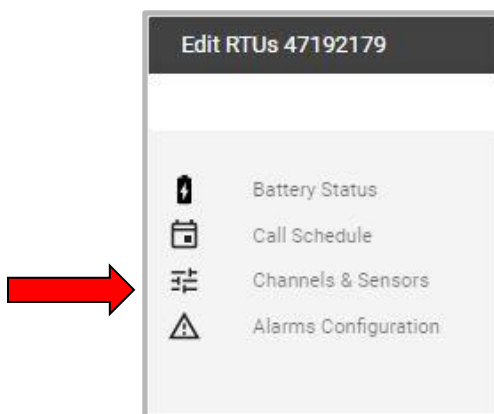 Edit RTUs 47192179
Battery Status
Call Schedule
Channels & Sensors
Alarms Configuration